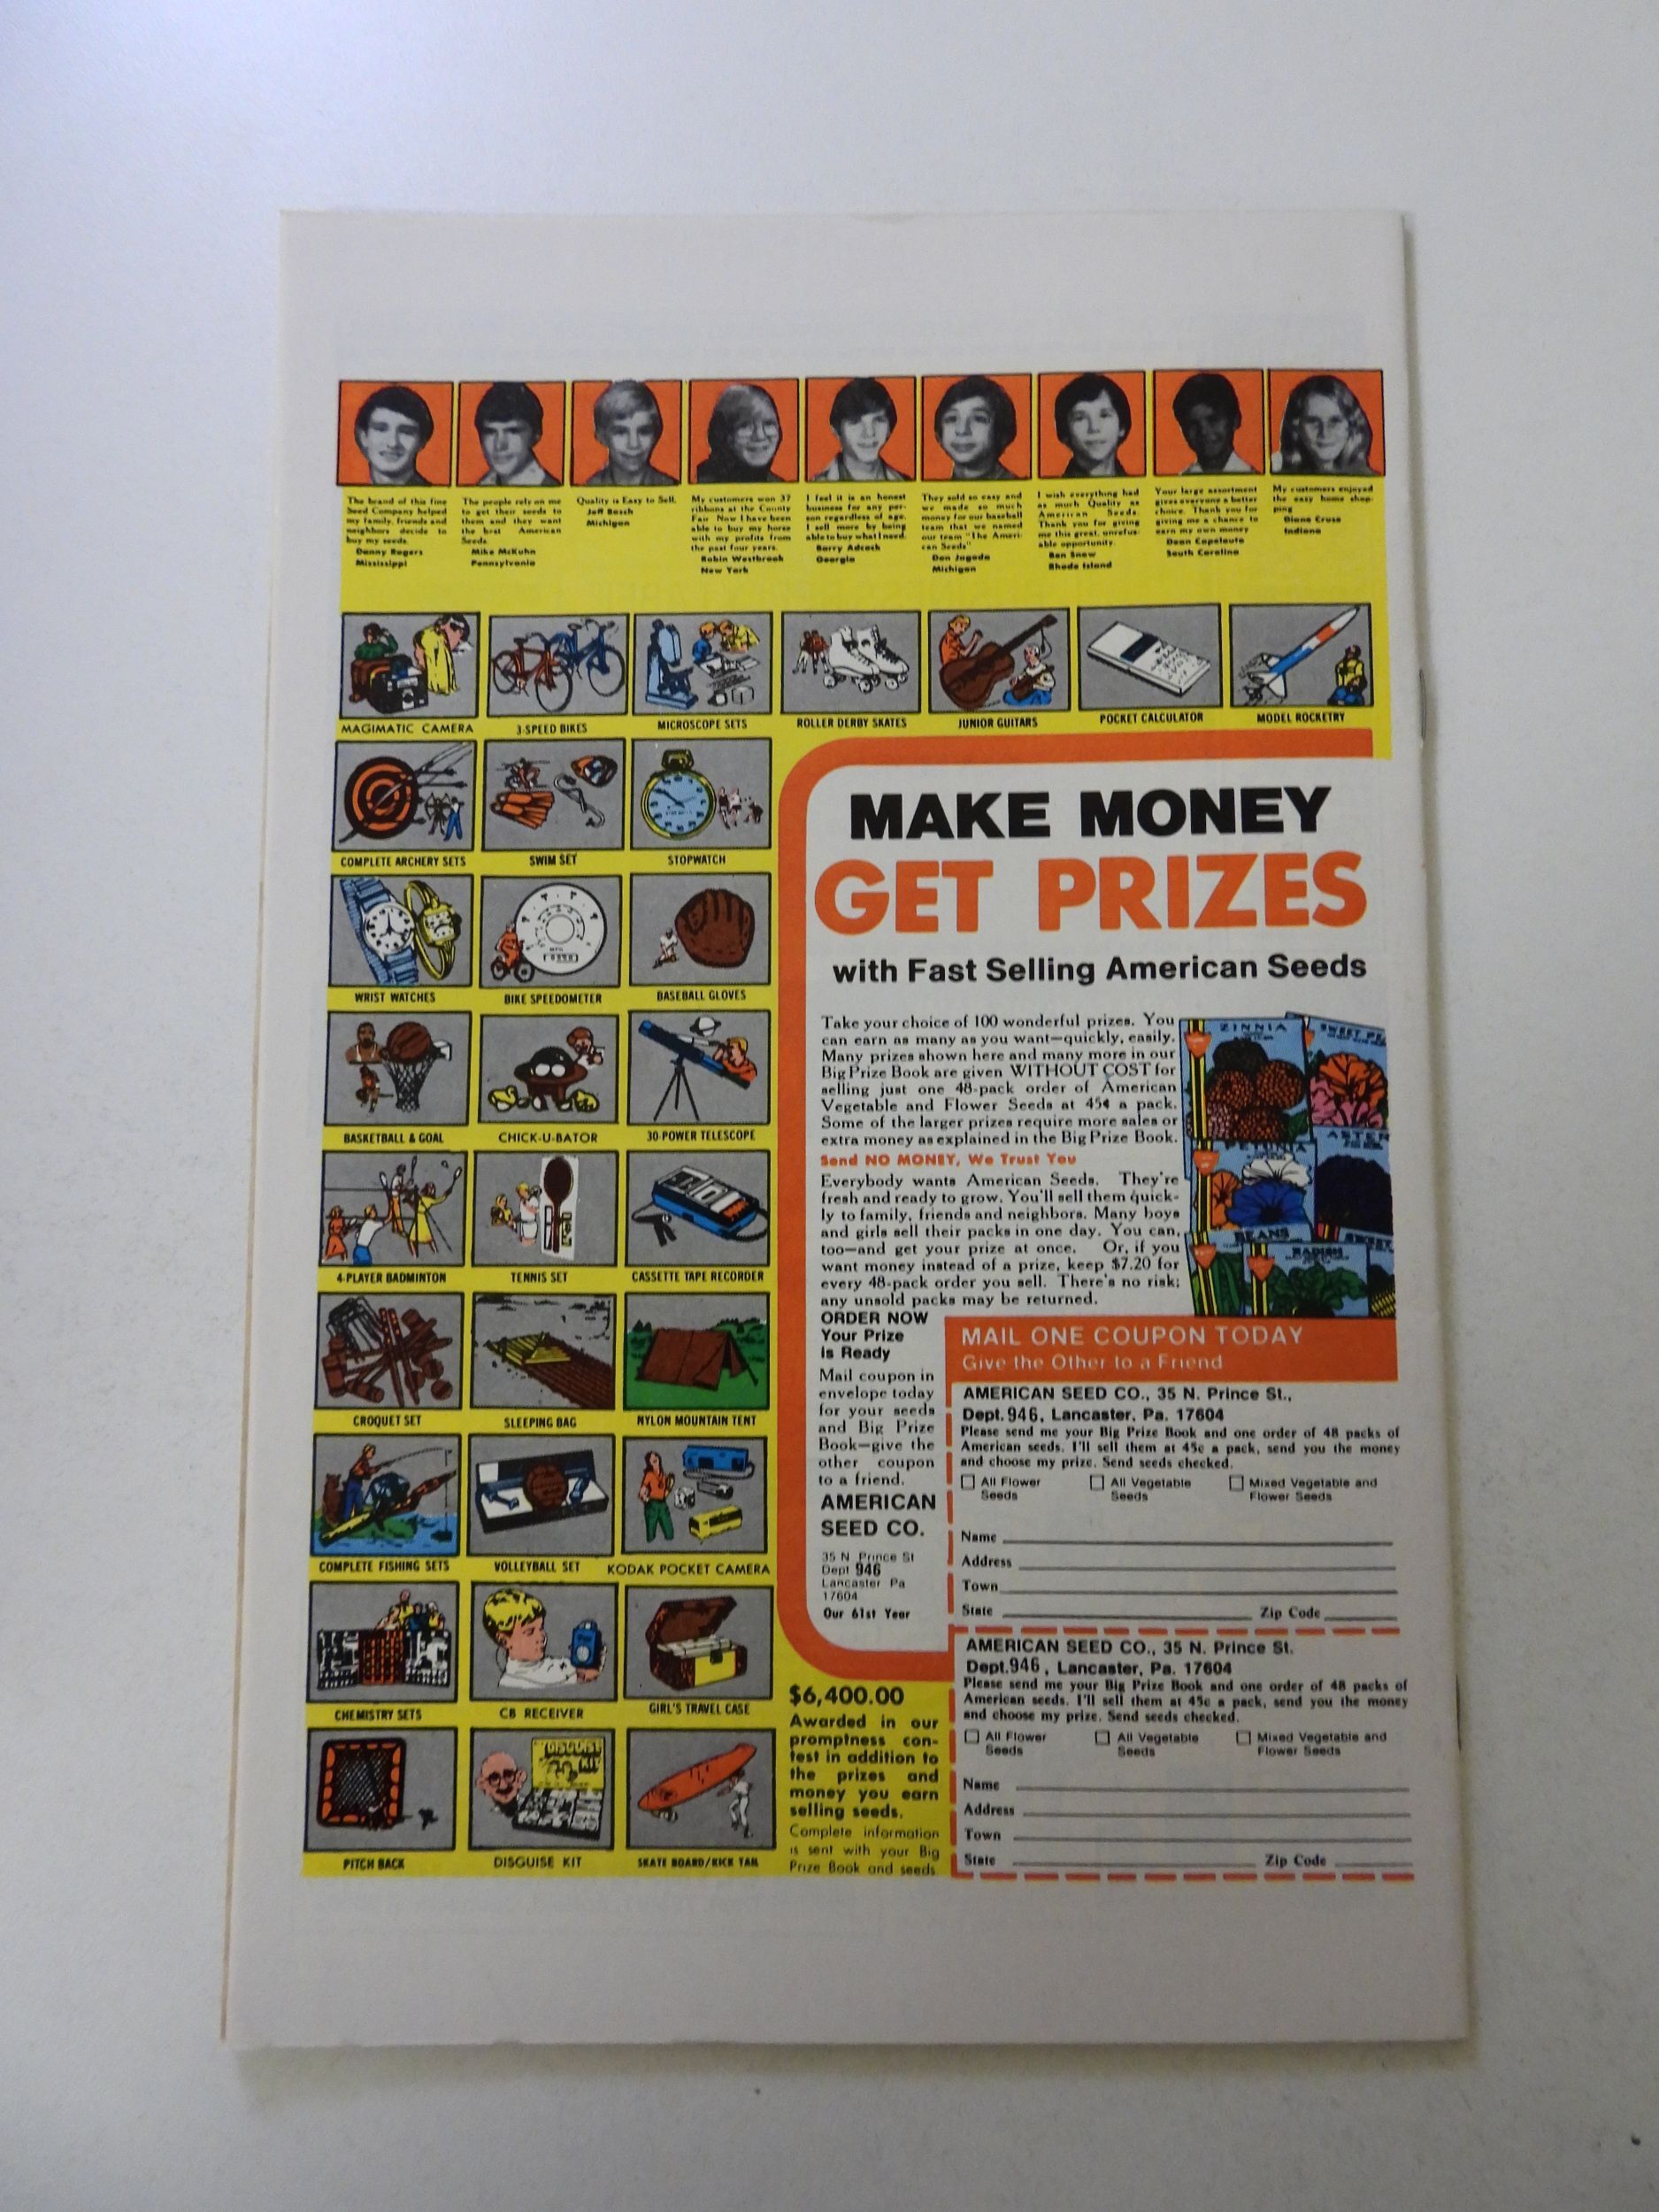 The brand of this fine
Seed Company helped
my family, friends and
neighbors decide to
buy my seeds.
Danny Rogers
Mississippi
The people rely on me
to get their seeds to
them and they want
the best American
Seeds.
Mike McKuhn
Pennsylvania
Quality is Easy to Sell.
Jeff Bosch
Michigan
My customers won 37
ribbons at the County
Fair. Now I have been
able to buy my horse
with my profits from
the past four years.
Robin Westbrook
New York
I feel it is an honest
business for any per-
son regardless of age.
I sell more by being
able to buy what I need.
Barry Adcock
Georgia
They sold so easy and
we made so much
money for our baseball
team that we named
our team "The Ameri-
can Seeds"
Don Jagoda
Michigan
I wish everything had
as much Quality as
American Seeds.
Thank you for giving
me this great, unrefus-
able opportunity.
Ben Snow
Rhode Island
Your large assortment
gives everyone a better
choice. Thank you for
giving me a chance to
earn my own money
Dean Copelaute
South Carolina
My customers enjoyed
the easy home shop-
ping
Diane Cruse
Indiana
MAGIMATIC CAMERA
3-SPEED BIKES
MICROSCOPE SETS
ROLLER DERBY SKATES
JUNIOR GUITARS
POCKET CALCULATOR
MODEL ROCKETRY
COMPLETE ARCHERY SETS
SWIM SET
STOPWATCH
WRIST WATCHES
BIKE SPEEDOMETER
BASEBALL GLOVES
BASKETBALL & GOAL
CHICK-U-BATOR
30-POWER TELESCOPE
4-PLAYER BADMINTON
TENNIS SET
CASSETTE TAPE RECORDER
CROQUET SET
SLEEPING BAG
NYLON MOUNTAIN TENT
COMPLETE FISHING SETS
VOLLEYBALL SET
KODAK POCKET CAMERA
CHEMISTRY SETS
CB RECEIVER
GIRL'S TRAVEL CASE
DISGUISE
KIT
PITCH BACK
DISGUISE KIT
SKATE BOARD/KICK TAIL
MAKE MONEY
GET PRIZES
with Fast Selling American Seeds
Take your choice of 100 wonderful prizes. You
can earn as many as you want—quickly, easily.
Many prizes shown here and many more in our
Big Prize Book are given WITHOUT COST for
selling just one 48-pack order of American
Vegetable and Flower Seeds at 45¢ a pack.
Some of the larger prizes require more sales or
extra money as explained in the Big Prize Book.
Send NO MONEY, We Trust You
Everybody wants American Seeds. They're
fresh and ready to grow. You'll sell them quick-
ly to family, friends and neighbors. Many boys
and girls sell their packs in one day. You can,
too—and get your prize at once. Or, if you
want money instead of a prize, keep $7.20 for
every 48-pack order you sell. There's no risk;
any unsold packs may be returned.
ZINNIA
SWEET PE
PETUNIA
ASTER
BEANS
RADISH
SWEET
ORDER NOW
Your Prize
is Ready
Mail coupon in
envelope today
for your seeds
and Big Prize
Book—give the
other coupon
to a friend.
AMERICAN
SEED CO.
35 N Prince St
Dept 946
Lancaster Pa
17604
Our 61st Year
MAIL ONE COUPON TODAY
Give the Other to a Friend
AMERICAN SEED CO., 35 N. Prince St.,
Dept. 946, Lancaster, Pa. 17604
Please send me your Big Prize Book and one order of 48 packs of
American seeds. I'll sell them at 45c a pack, send you the money
and choose my prize. Send seeds checked.
All Flower Seeds
All Vegetable Seeds
Mixed Vegetable and Flower Seeds
Name
Address
Town
State Zip Code
AMERICAN SEED CO., 35 N. Prince St.
Dept. 946, Lancaster, Pa. 17604
Please send me your Big Prize Book and one order of 48 packs of
American seeds. I'll sell them at 45c a pack, send you the money
and choose my prize. Send seeds checked.
All Flower Seeds
All Vegetable Seeds
Mixed Vegetable and Flower Seeds
Name
Address
Town
State Zip Code
$6,400.00
Awarded in our
promptness con-
test in addition to
the prizes and
money you earn
selling seeds.
Complete information
is sent with your Big
Prize Book and seeds